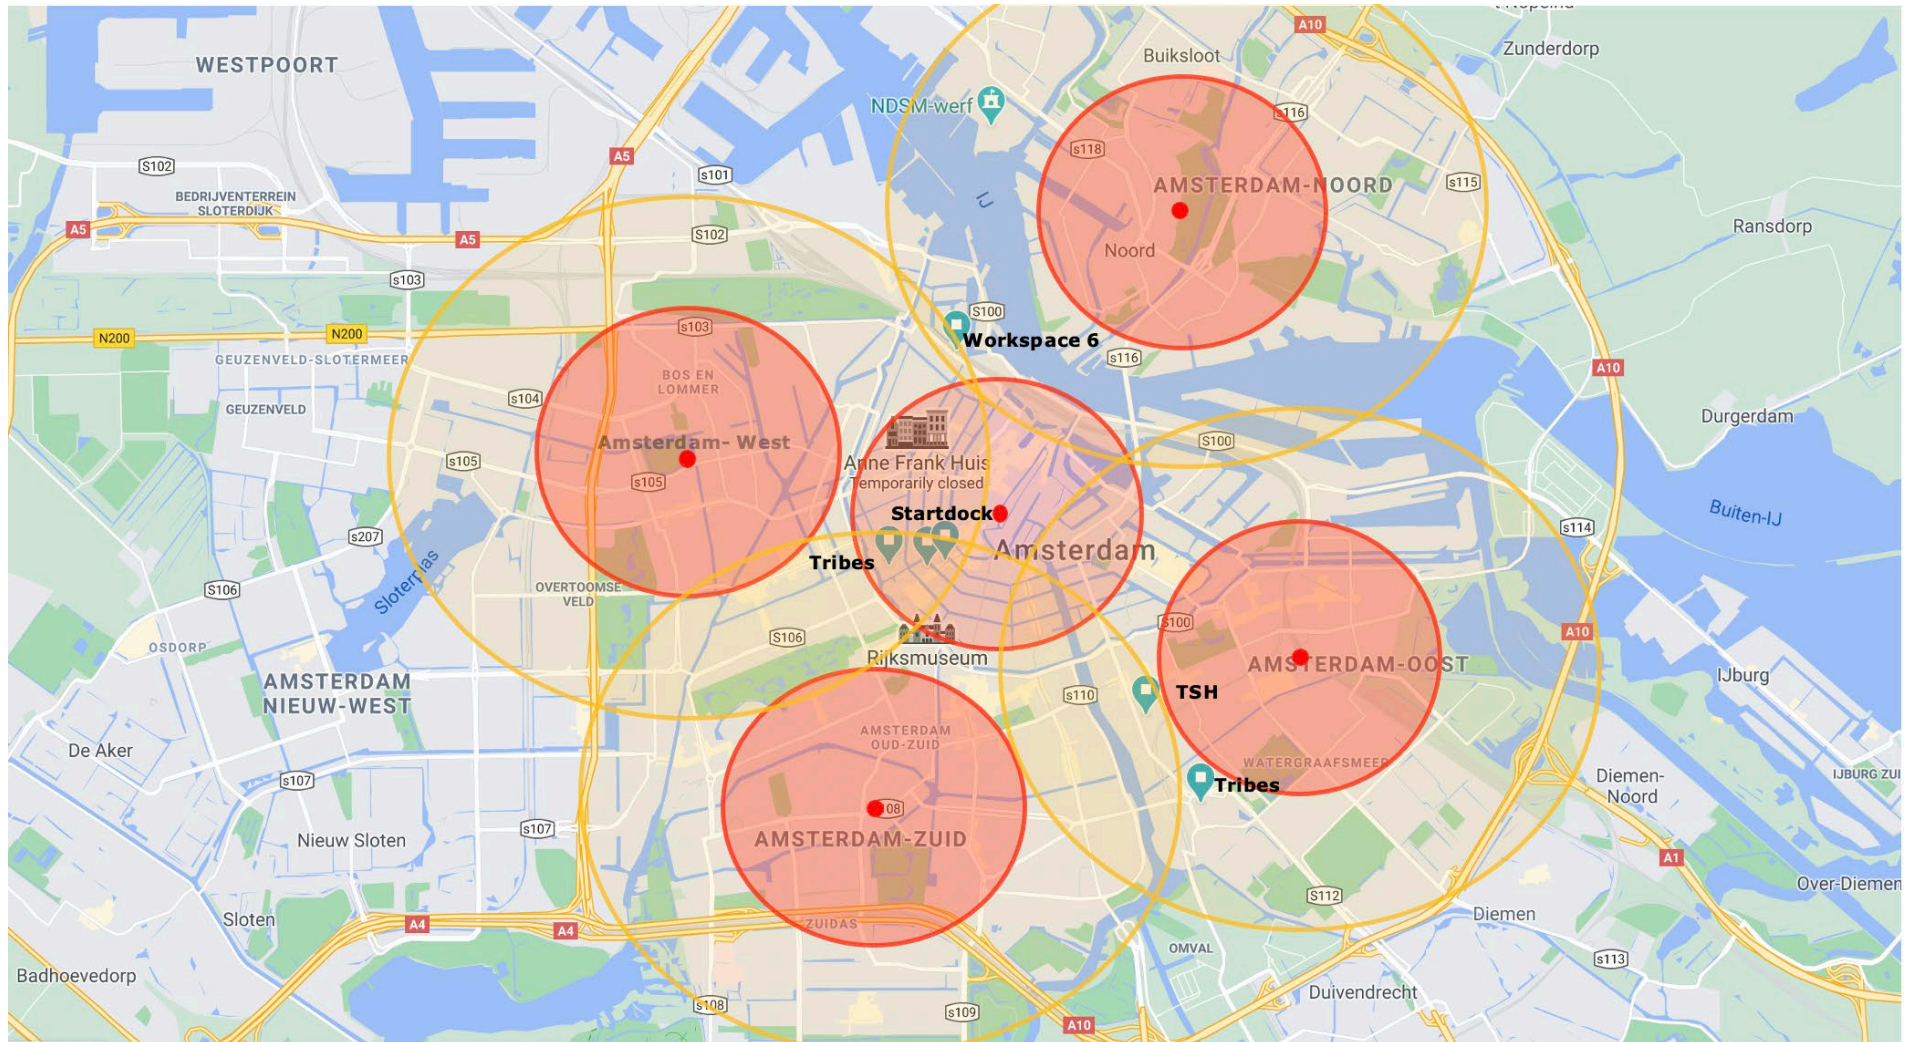 Buiksloot
A10
Zunderdorp
WESTPOORT
NDSM-werf
s116
s118
A5
S102
s101
BEDRIJVENTERREIN
SLOTERDIJK
AMSTERDAM-NOORD
s115
IJ
A5
A5
S102
Ransdorp
Noord
s103
S100
N200
N200
s103
Workspace 6
GEUZENVELD-SLOTERMEER
s116
A10
BOS EN
LOMMER
s104
GEUZENVELD
Durgerdam
Amsterdam- West
S100
Anne Frank Huis
Temporarily closed
s105
s105
Startdock
Buiten-IJ
s114
s207
Tribes
Amsterdam
Sloterplas
OVERTOOMSE
VELD
S106
S100
A10
S106
OSDORP
Rijksmuseum
AMSTERDAM-OOST
IJburg
AMSTERDAM
NIEUW-WEST
s110
TSH
De Aker
AMSTERDAM
OUD-ZUID
WATERGRAAFSMEER
s107
Tribes
Diemen-
Noord
IJBURG ZUI
08
s107
Nieuw Sloten
AMSTERDAM-ZUID
A1
Over-Diemen
S112
Sloten
A4
A4
ZUIDAS
Diemen
OMVAL
s113
Badhoevedorp
Duivendrecht
s108
s109
A10